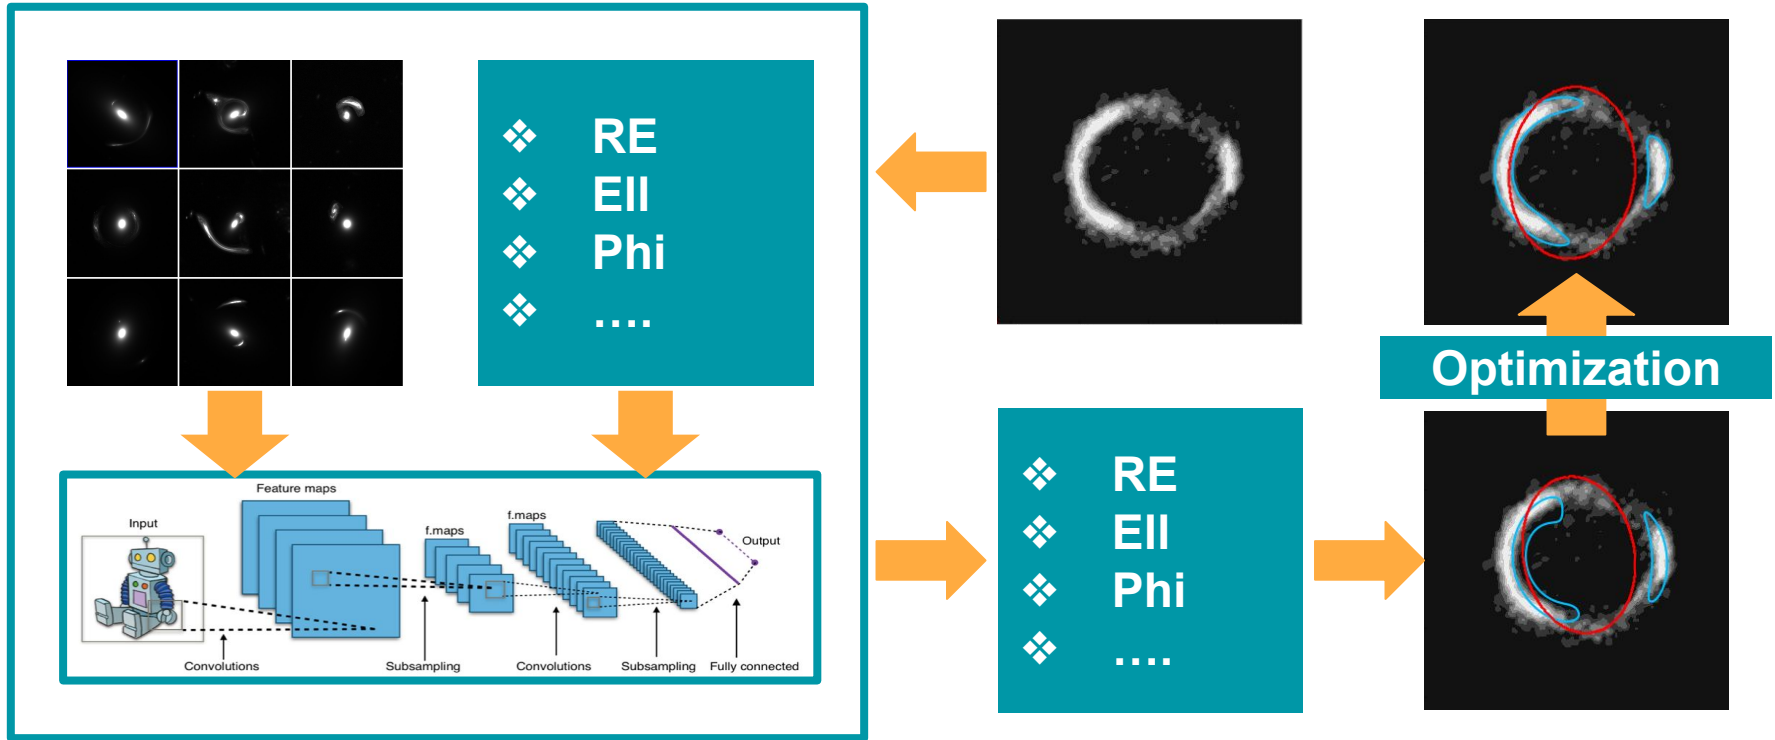 ❖ RE
❖ Ell
❖ Phi
❖ ....
Feature maps
Input
f.maps
f.maps
Output
Convolutions
Subsampling
Convolutions
Subsampling
Fully connected
❖ RE
❖ Ell
❖ Phi
❖ ....
Optimization